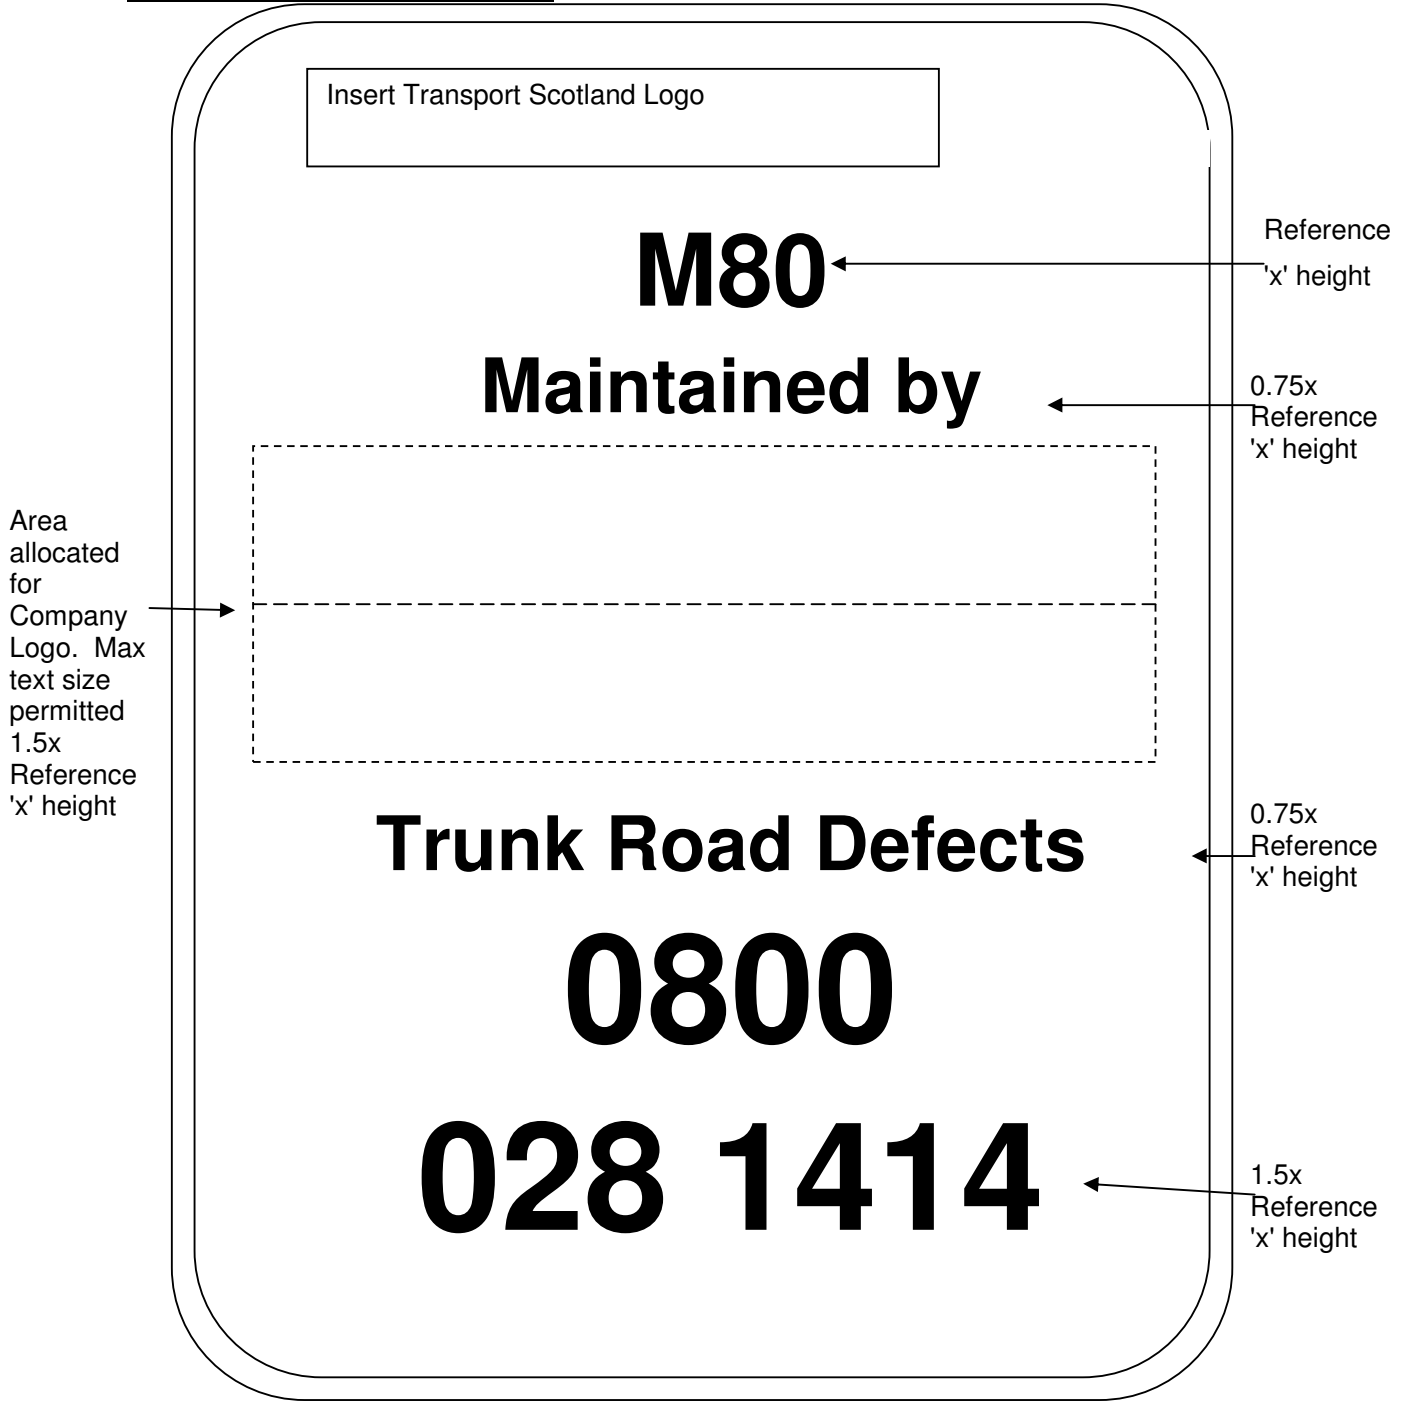 Insert Transport Scotland Logo
M80
Reference
'x' height
Maintained by
0.75x
Reference
'x' height
Area
allocated
for
Company
Logo.  Max
text size
permitted
1.5x
Reference
'x' height
Trunk Road Defects
0.75x
Reference
'x' height
0800
028 1414
1.5x
Reference
'x' height